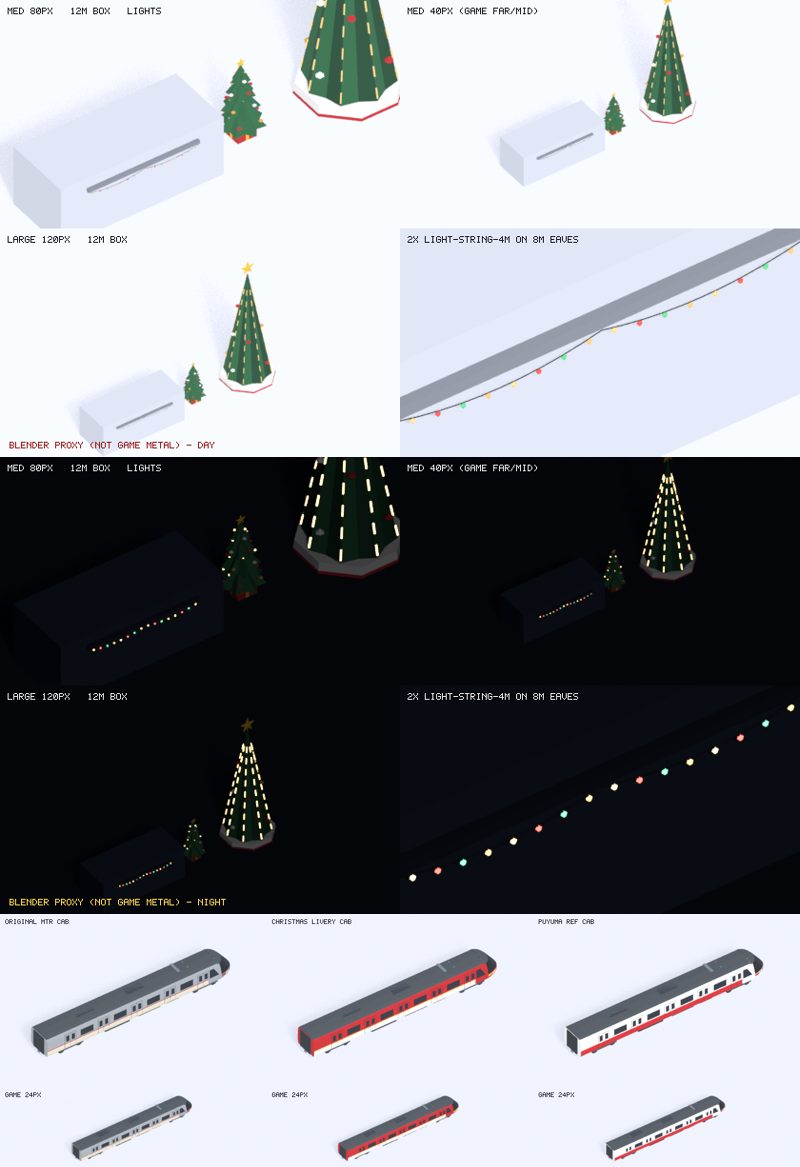 MED 80PX 12M BOX LIGHTS
MED 40PX (GAME FAR/MID)
LARGE 120PX 12M BOX
2X LIGHT-STRING-4M ON 8M EAVES
BLENDER PROXY (NOT GAME METAL) - DAY
MED 80PX 12M BOX LIGHTS
MED 40PX (GAME FAR/MID)
LARGE 120PX 12M BOX
2X LIGHT-STRING-4M ON 8M EAVES
BLENDER PROXY (NOT GAME METAL) - NIGHT
ORIGINAL MTR CAB
CHRISTMAS LIVERY CAB
PUYUMA REF CAB
GAME 24PX
GAME 24PX
GAME 24PX